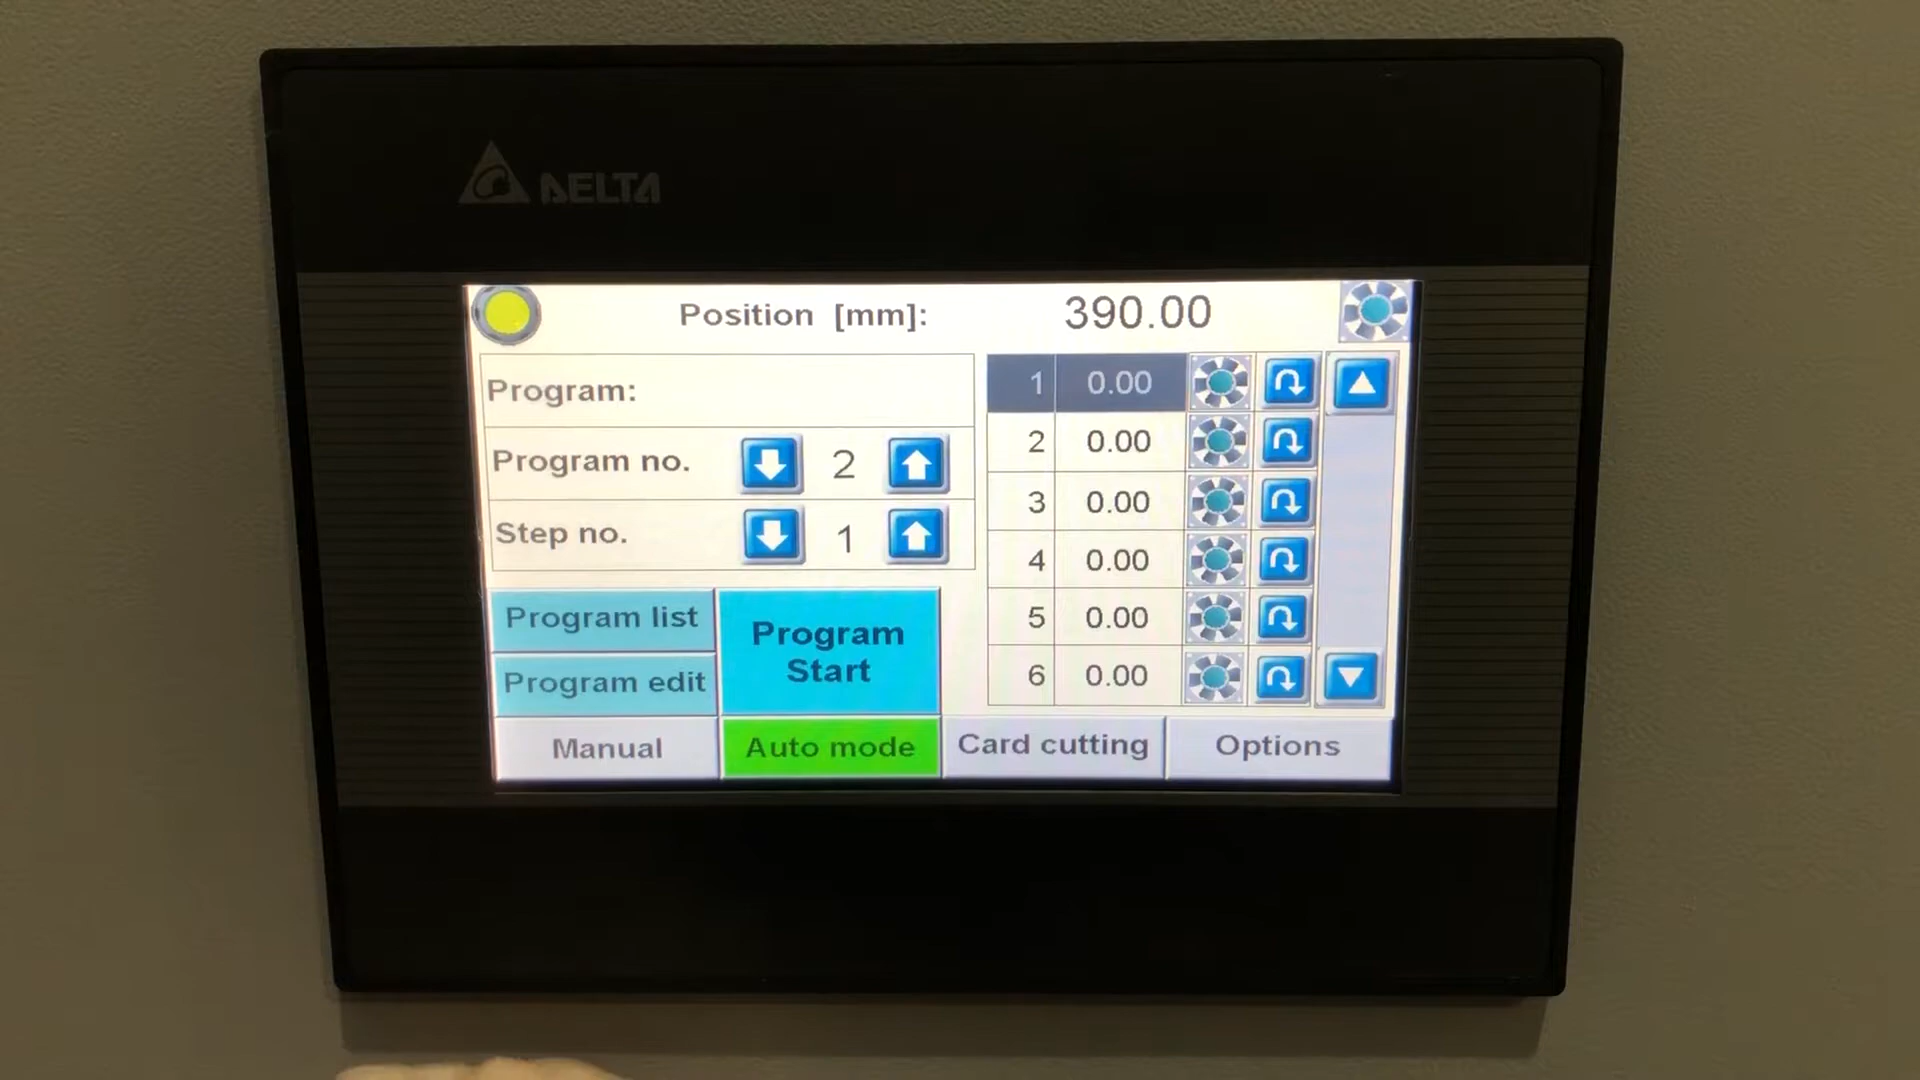 DELTA
Position [mm]: 390.00
Program:
Program no. 2
Step no. 1
1 0.00
2 0.00
3 0.00
4 0.00
5 0.00
6 0.00
Program list
Program edit
Program
Start
Manual
Auto mode
Card cutting
Options